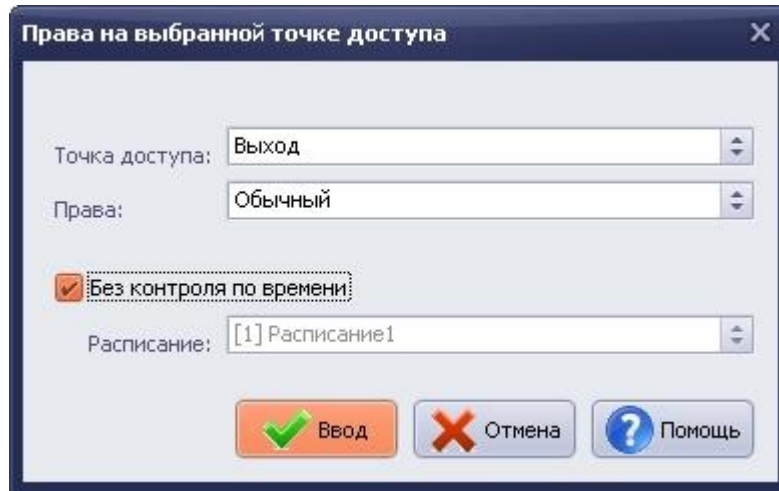 Права на выбранной точке доступа
Точка доступа: Выход
Права: Обычный
Без контроля по времени
Расписание: [1] Расписание1
Ввод Отмена Помощь